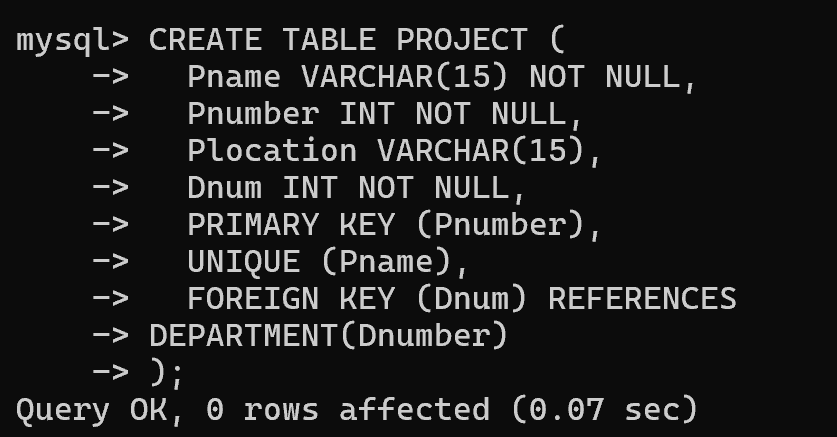 mysql> CREATE TABLE PROJECT (
    ->   Pname VARCHAR(15) NOT NULL,
    ->   Pnumber INT NOT NULL,
    ->   Plocation VARCHAR(15),
    ->   Dnum INT NOT NULL,
    ->   PRIMARY KEY (Pnumber),
    ->   UNIQUE (Pname),
    ->   FOREIGN KEY (Dnum) REFERENCES
    -> DEPARTMENT(Dnumber)
    -> );
Query OK, 0 rows affected (0.07 sec)